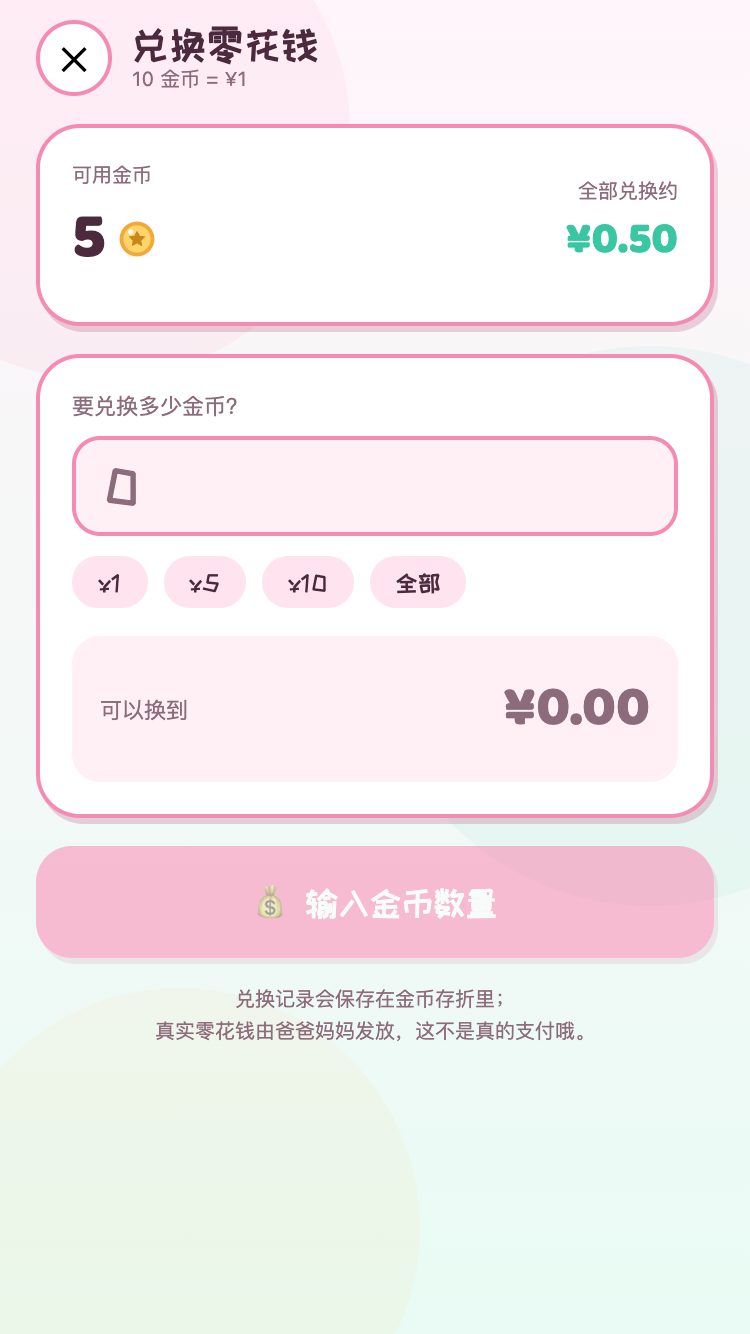 兑换零花钱
10 金币 = ¥1
可用金币
5
全部兑换约
¥0.50
要兑换多少金币?
0
¥1 ¥5 ¥10 全部
可以换到
¥0.00
输入金币数量
兑换记录会保存在金币存折里；
真实零花钱由爸爸妈妈发放，这不是真的支付哦。